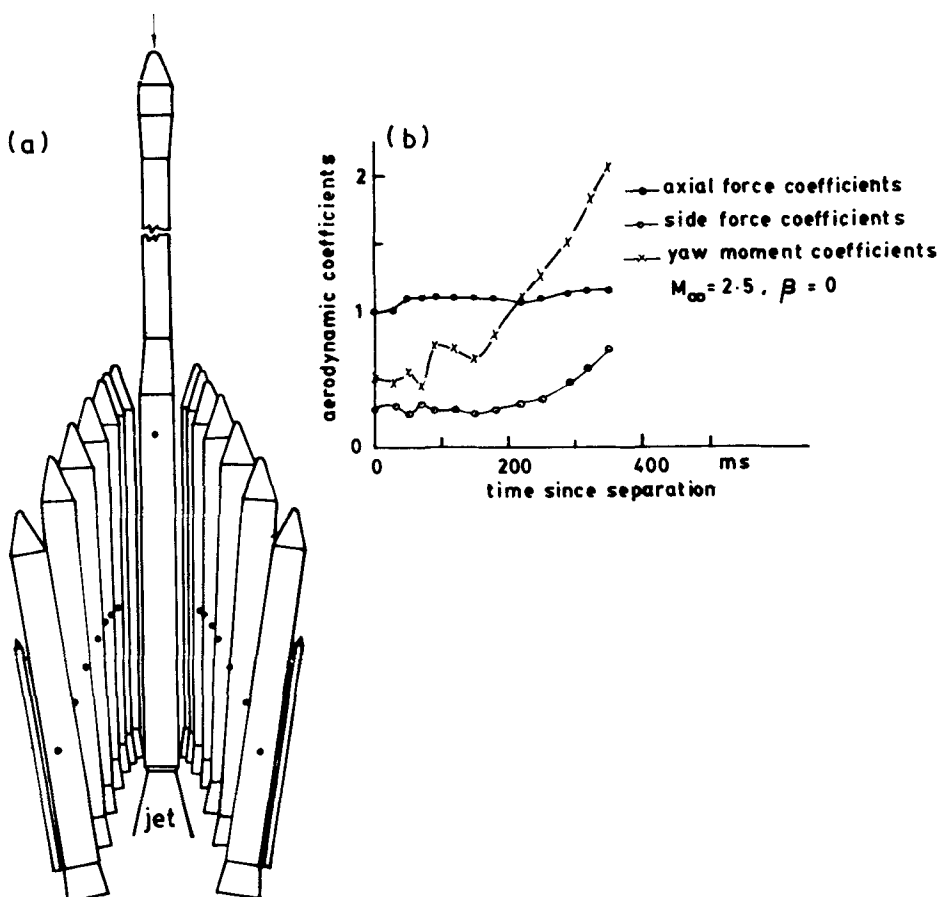 (a)
jet
(b)
aerodynamic coefficients
2
1
0
0 200 400 ms
time since separation
axial force coefficients
side force coefficients
yaw moment coefficients
M∞=2·5 , β = 0